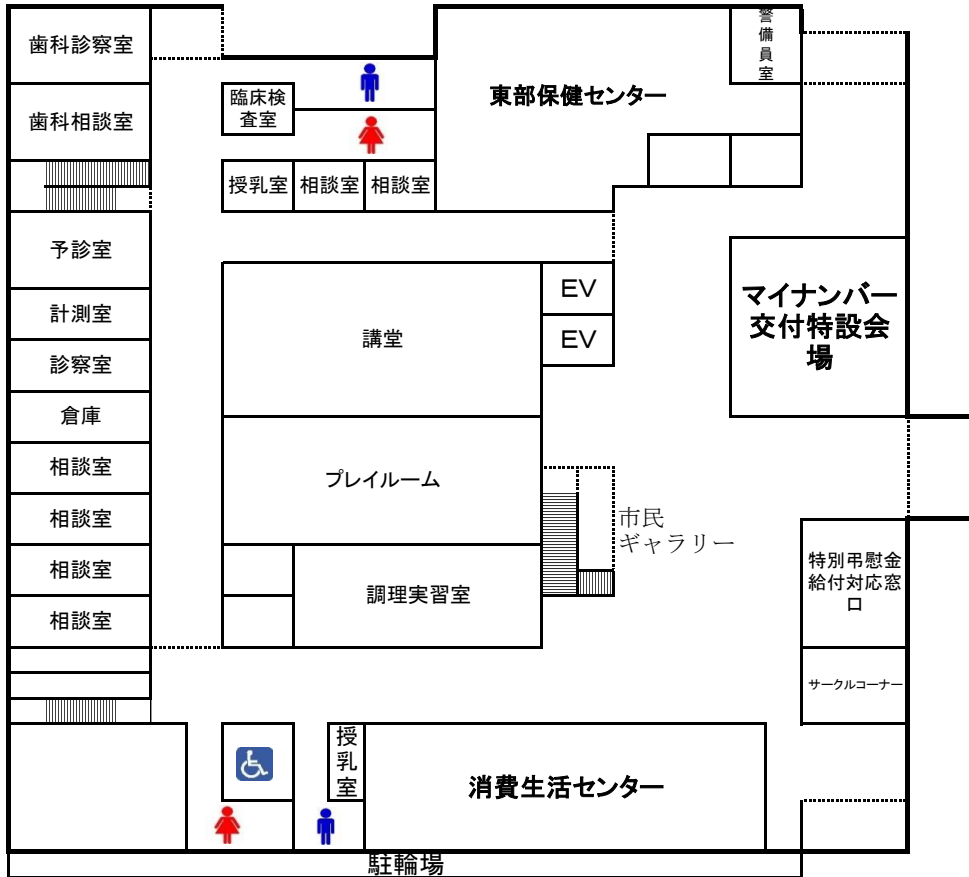 歯科診察室
警
備
員
室
臨床検
査室
東部保健センター
歯科相談室
授乳室
相談室
相談室
予診室
EV
マイナンバー
交付特設会
場
計測室
講堂
EV
診察室
倉庫
相談室
プレイルーム
相談室
市民
ギャラリー
相談室
特別弔慰金
給付対応窓
口
調理実習室
相談室
サークルコーナー
授
乳
室
消費生活センター
駐輪場